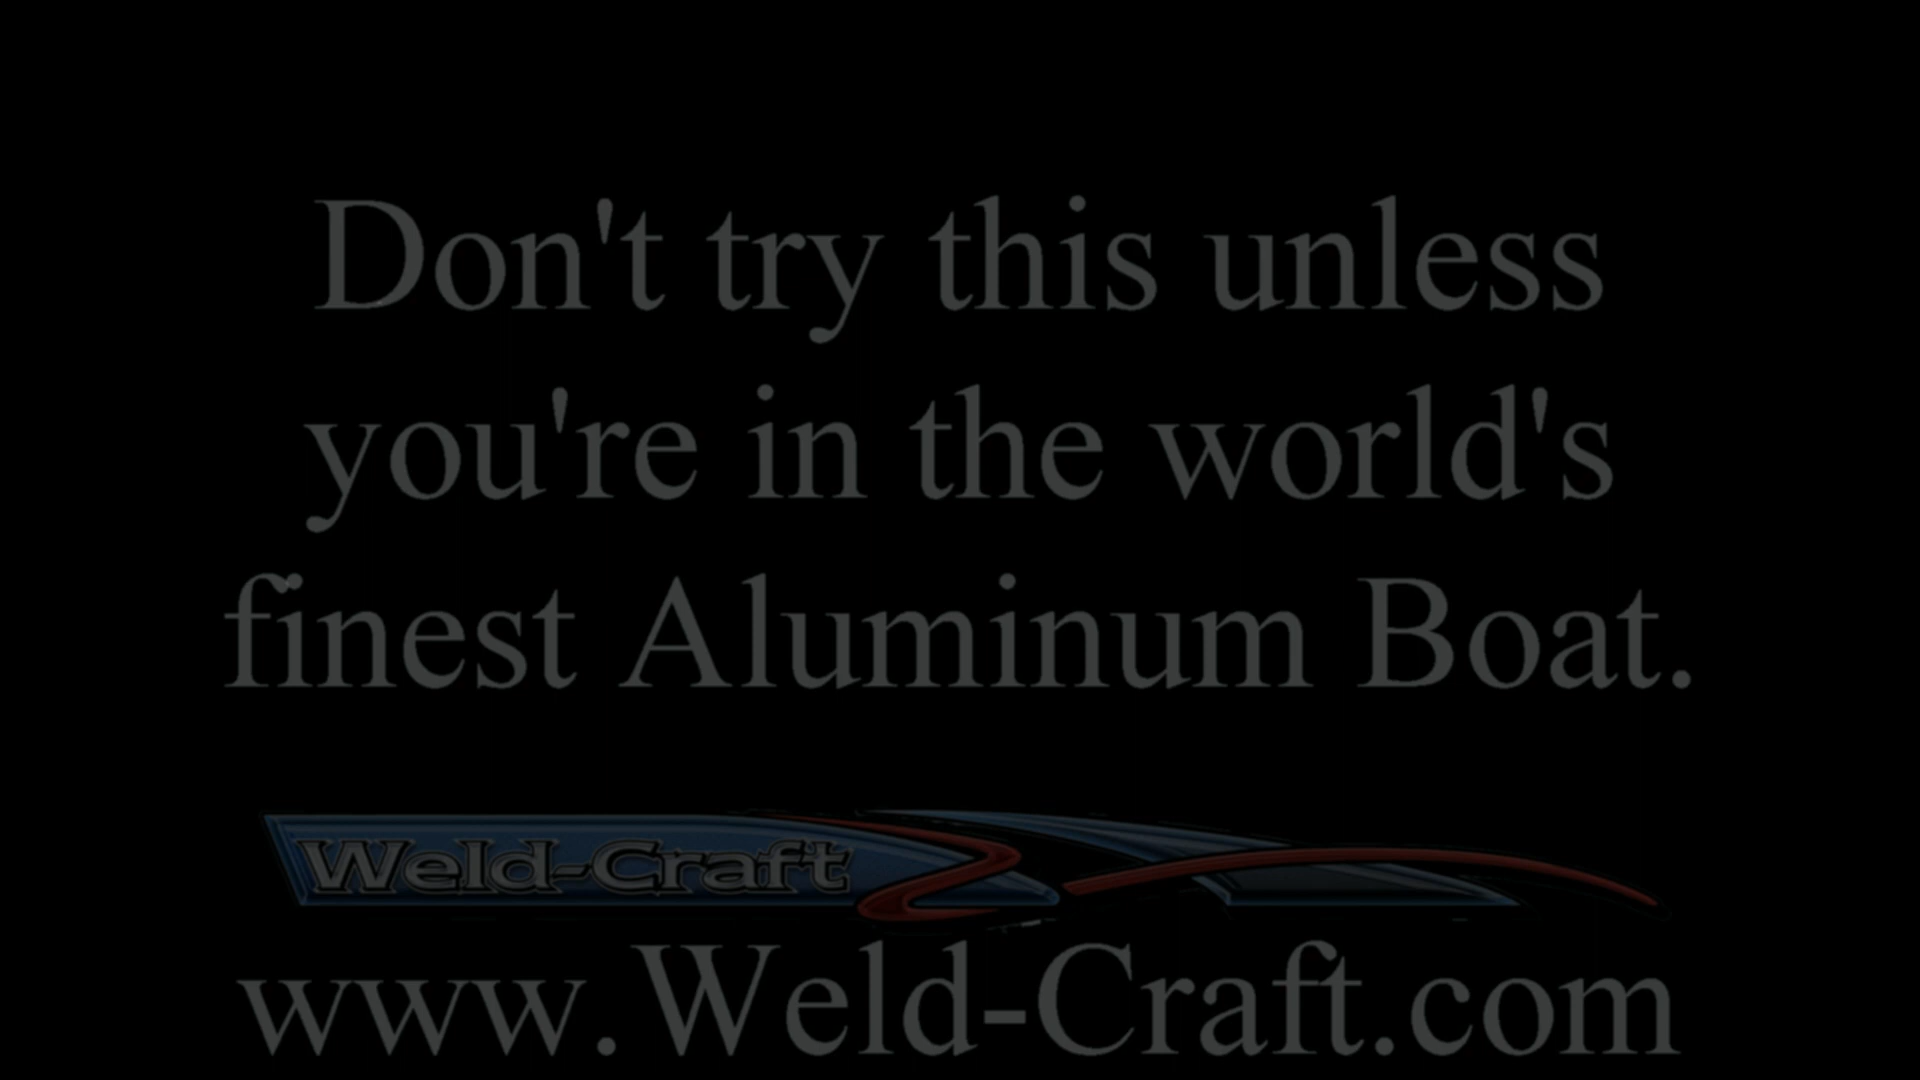 Don't try this unless
you're in the world's
finest Aluminum Boat.
Weld-Craft
www.Weld-Craft.com